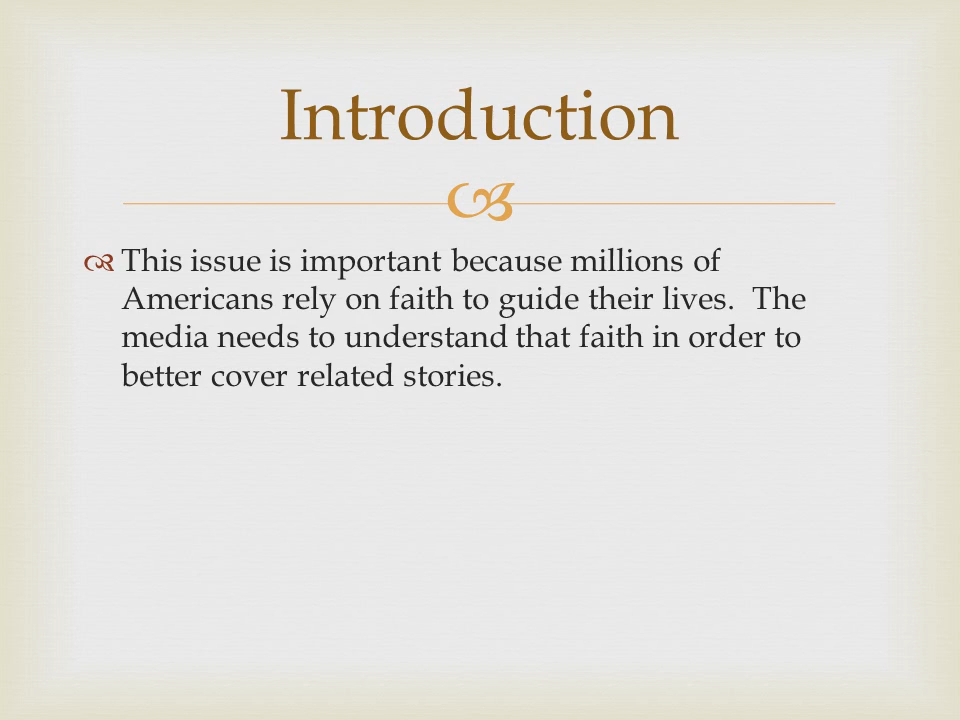 Introduction
This issue is important because millions of
Americans rely on faith to guide their lives.  The
media needs to understand that faith in order to
better cover related stories.